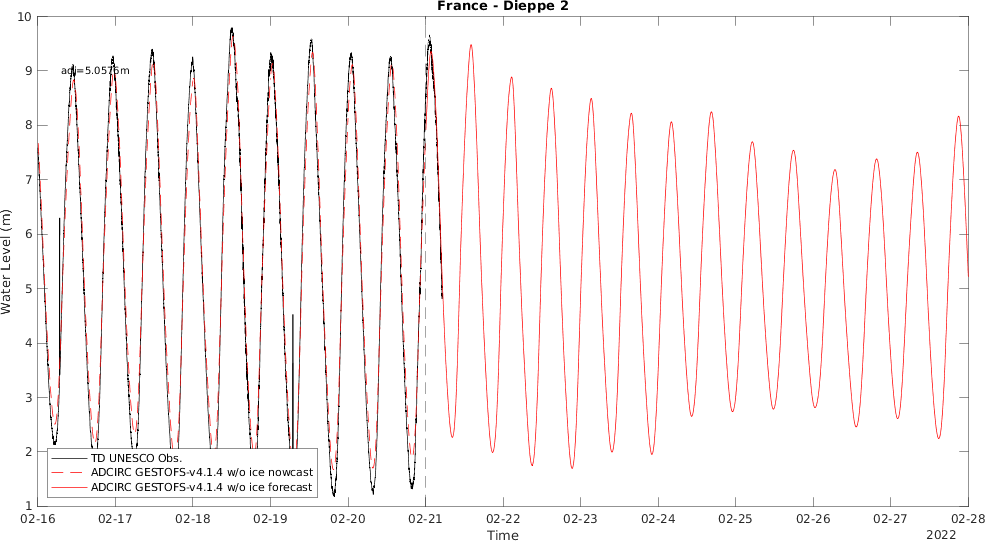 France - Dieppe 2
10
9
8
7
6
5
4
3
2
1
Water Level (m)
adj=5.0576m
TD UNESCO Obs.
ADCIRC GESTOFS-v4.1.4 w/o ice nowcast
ADCIRC GESTOFS-v4.1.4 w/o ice forecast
02-16 02-17 02-18 02-19 02-20 02-21 02-22 02-23 02-24 02-25 02-26 02-27 02-28
Time
2022